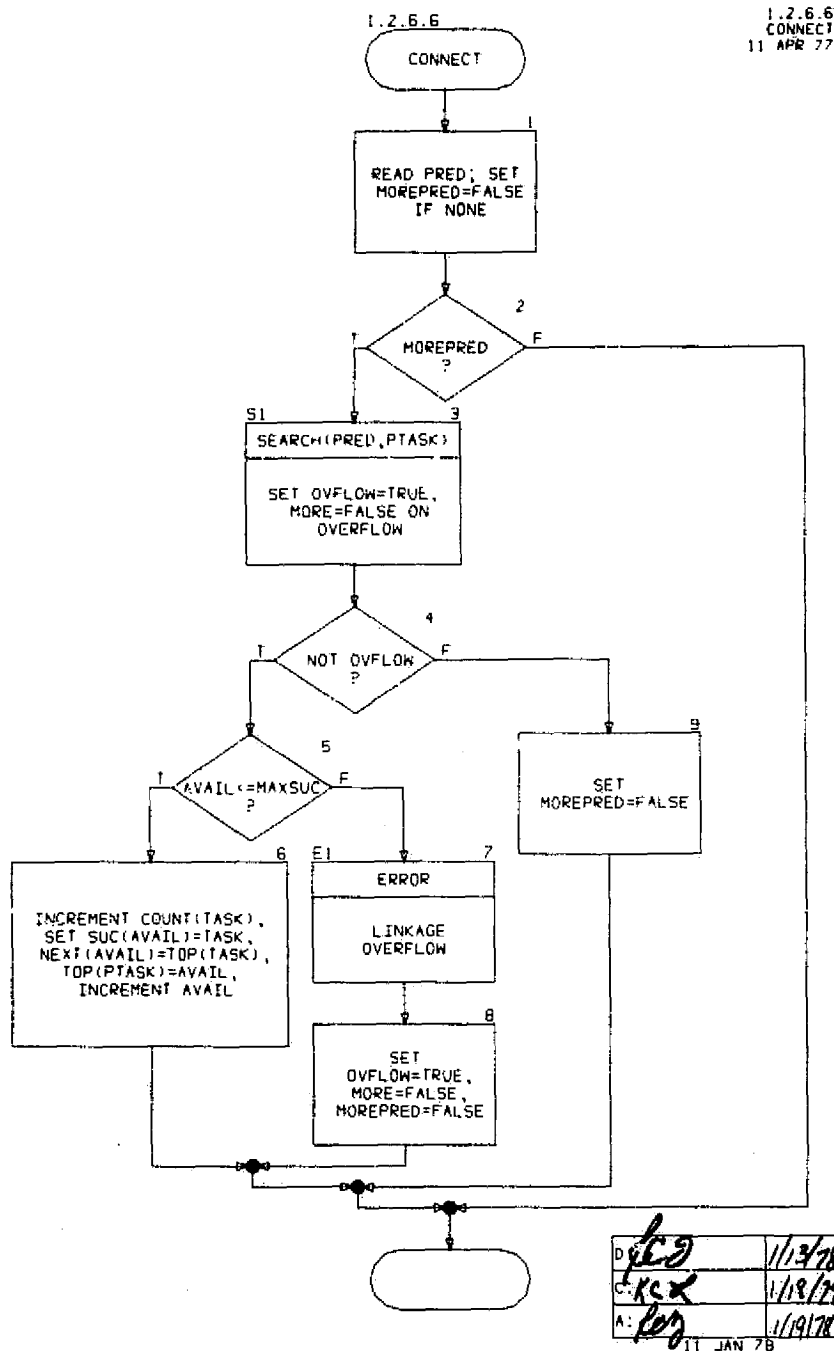 1.2.6.6
CONNECT
11 APR 77
1.2.6.6
CONNECT
1
READ PRED; SET
MOREPRED=FALSE
IF NONE
2
T
MOREPRED
?
F
S1
3
SEARCH(PRED,PTASK)
SET OVFLOW=TRUE,
MORE=FALSE ON
OVERFLOW
4
T
NOT OVFLOW
?
F
5
T
AVAIL<=MAXSUC
?
F
9
SET
MOREPRED=FALSE
6
INCREMENT COUNT(TASK),
SET SUC(AVAIL)=TASK,
NEXT(AVAIL)=TOP(TASK),
TOP(PTASK)=AVAIL,
INCREMENT AVAIL
E1
7
ERROR
LINKAGE
OVERFLOW
8
SET
OVFLOW=TRUE,
MORE=FALSE,
MOREPRED=FALSE
D 1/13/78
C: 
A: 1/19/78
11 JAN 78